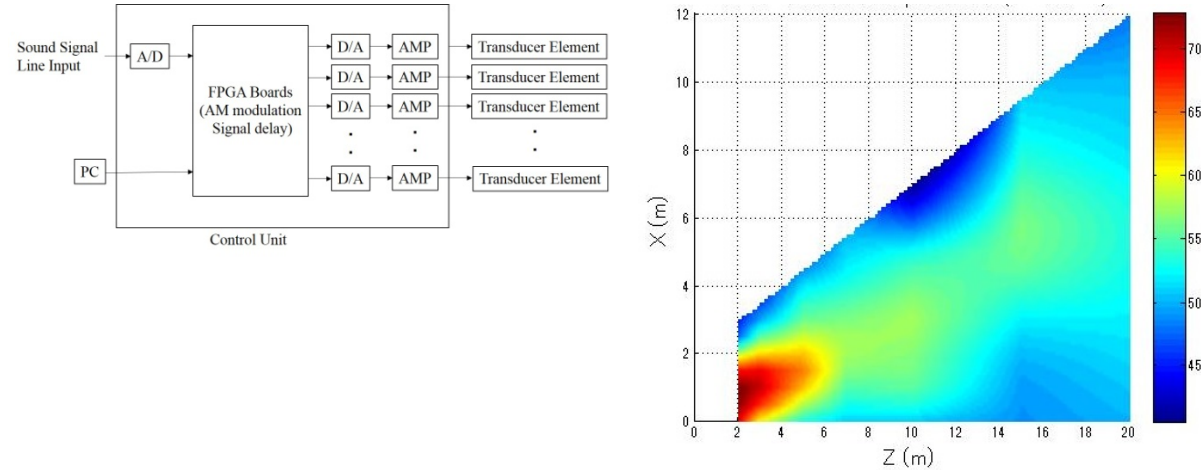 Sound Signal
Line Input
A/D
FPGA Boards
(AM modulation
Signal delay)
D/A AMP Transducer Element
D/A AMP Transducer Element
D/A AMP Transducer Element
D/A AMP Transducer Element
PC
Control Unit
12
10
8
6
4
2
0
X (m)
0 2 4 6 8 10 12 14 16 18 20
Z (m)
70
65
60
55
50
45